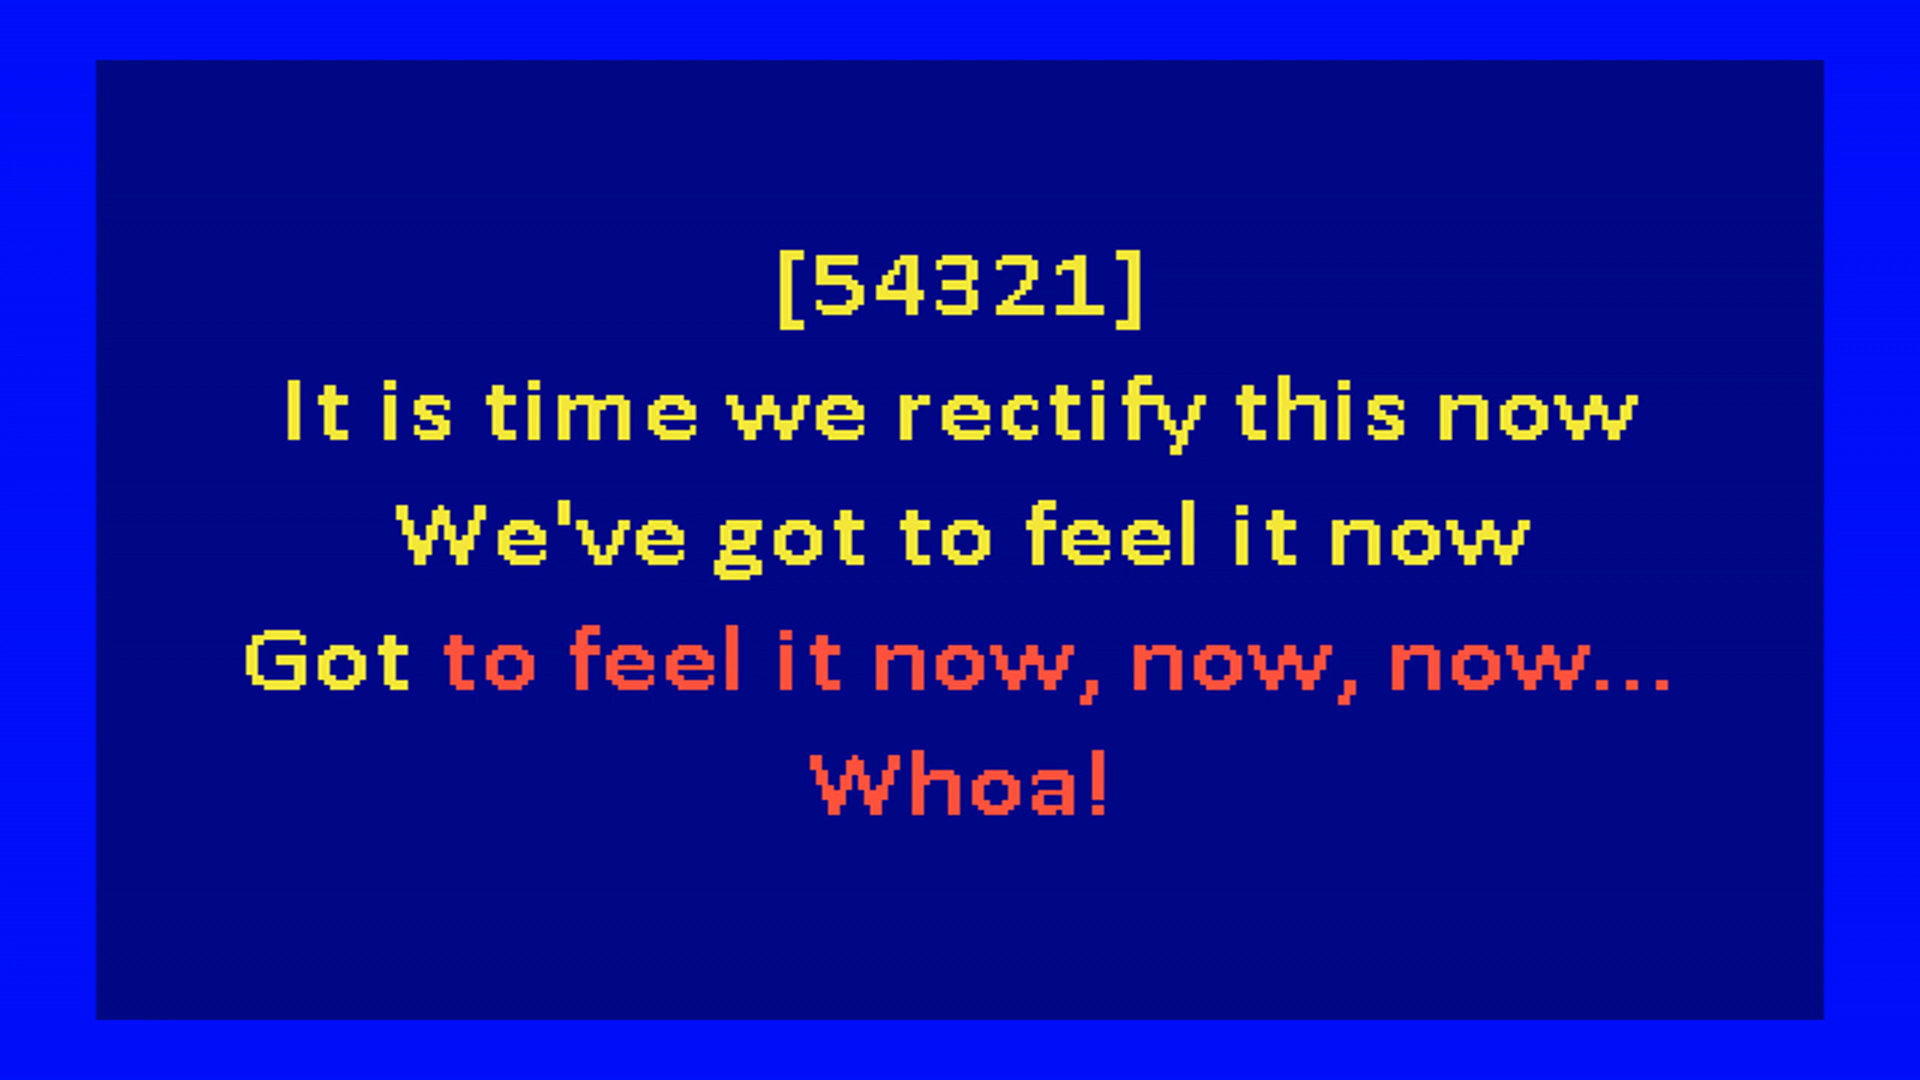 [54321]
It is time we rectify this now
We've got to feel it now
Got to feel it now, now, now...
Whoa!